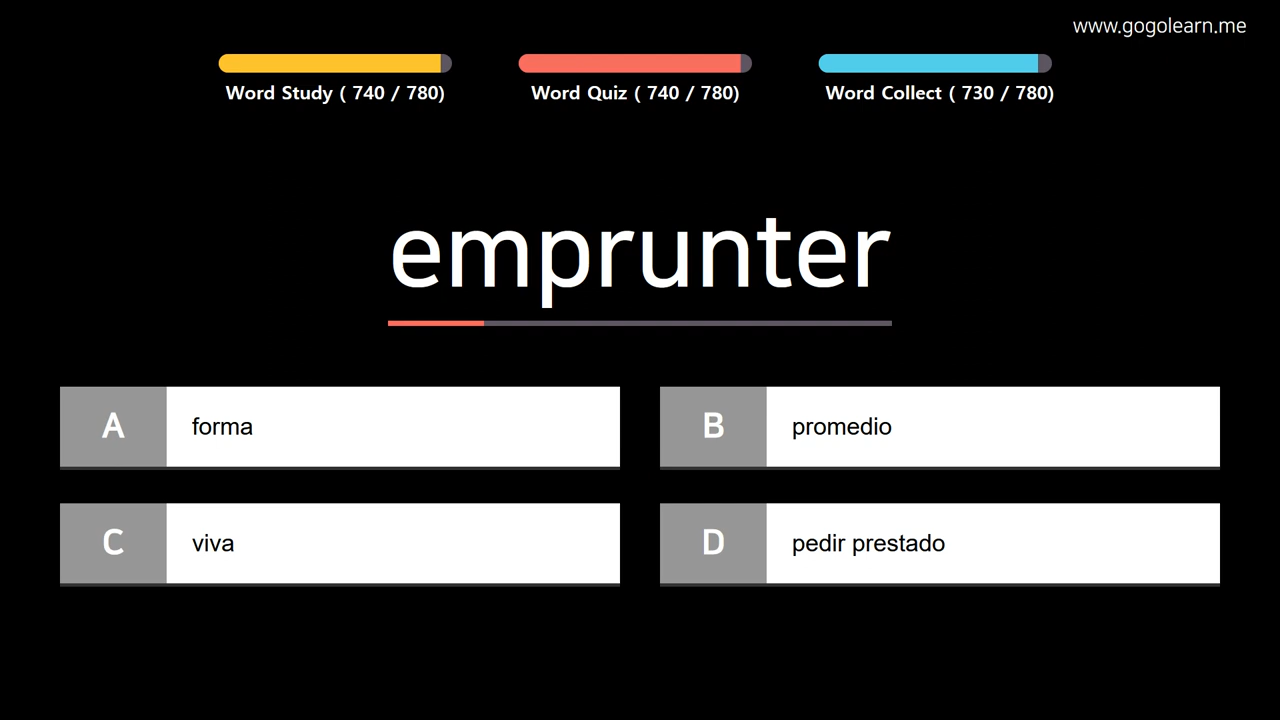 www.gogolearn.me
Word Study ( 740 / 780)
Word Quiz ( 740 / 780)
Word Collect ( 730 / 780)
emprunter
A forma
B promedio
C viva
D pedir prestado